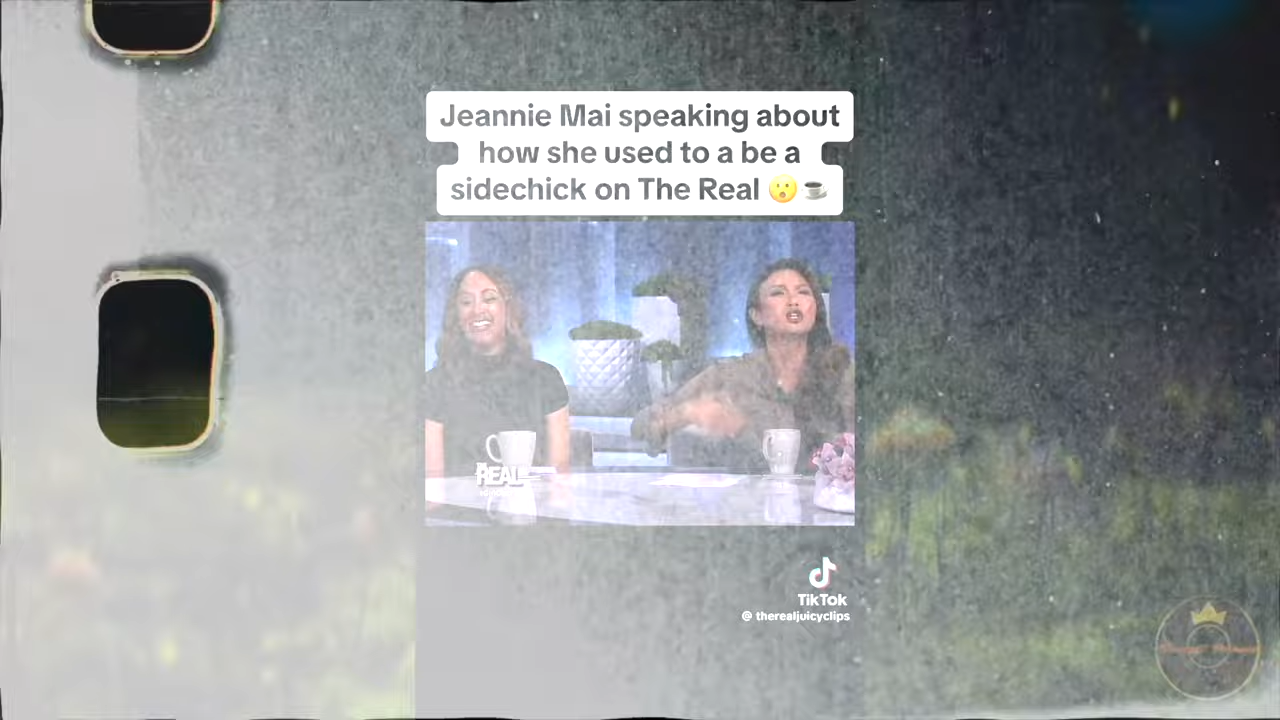 Jeannie Mai speaking about
how she used to a be a
sidechick on The Real 😮☕
REAL
TikTok
@ therealjuicyclips